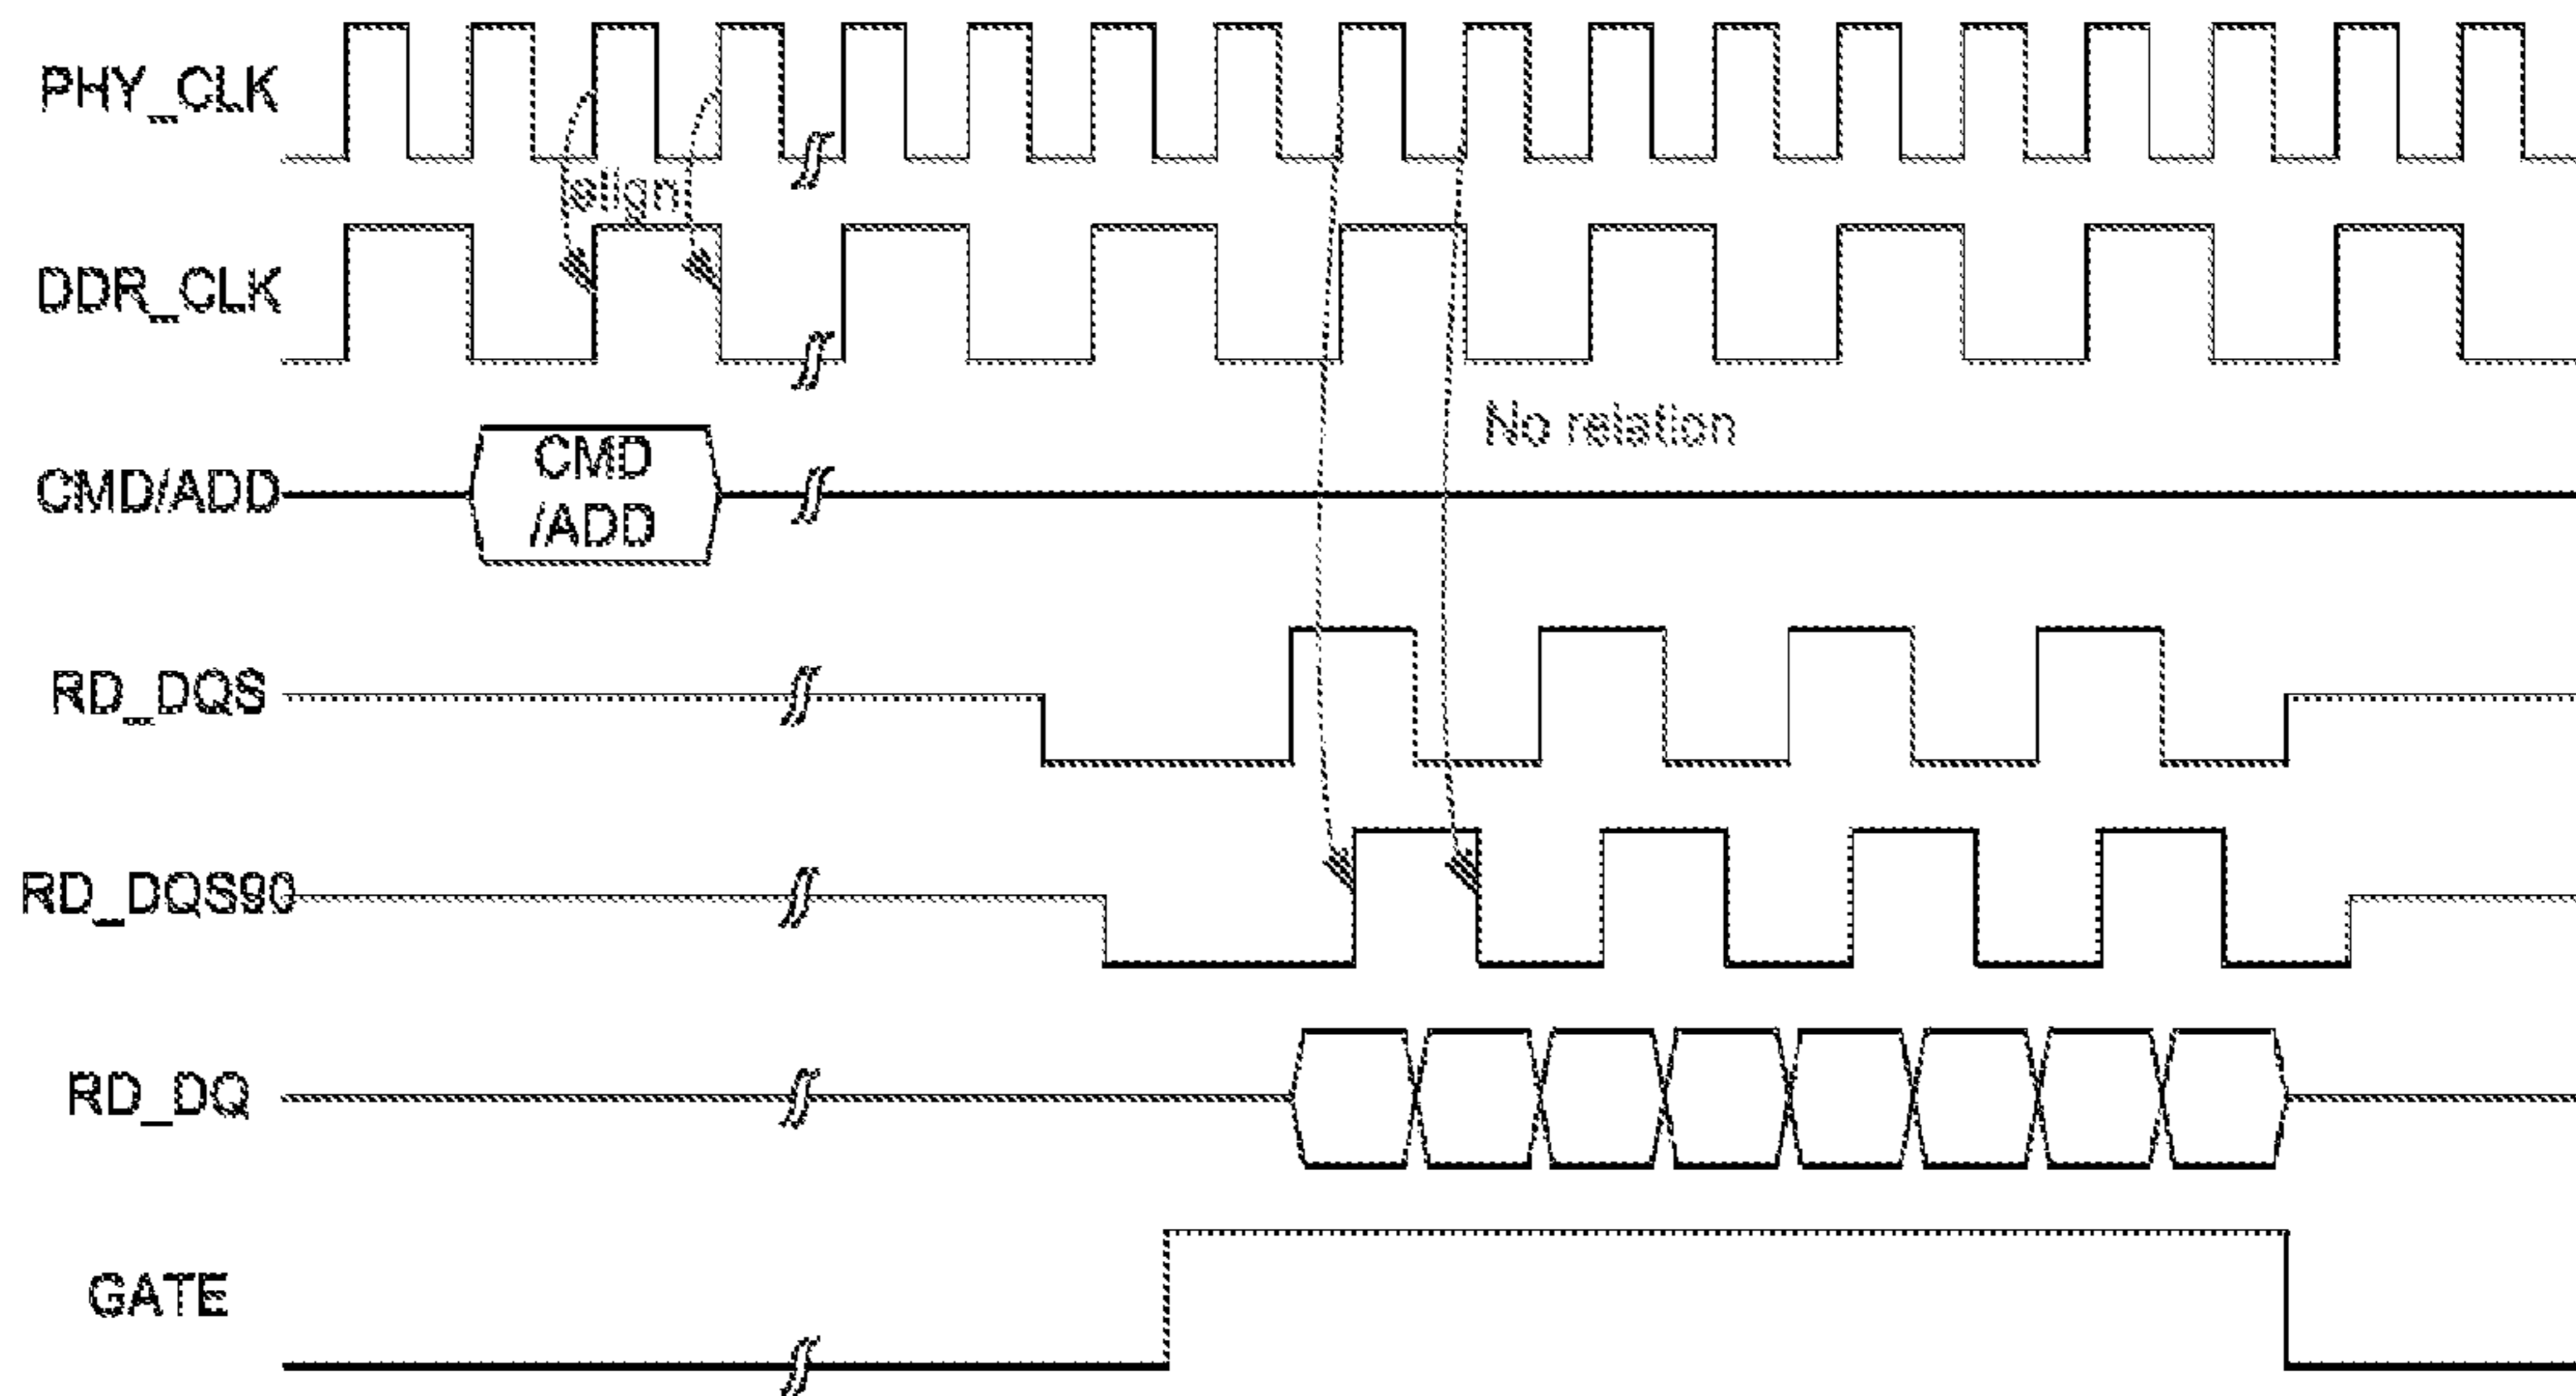 PHY_CLK
align
DDR_CLK
No relation
CMD/ADD
CMD
/ADD
RD_DQS
RD_DQS90
RD_DQ
GATE